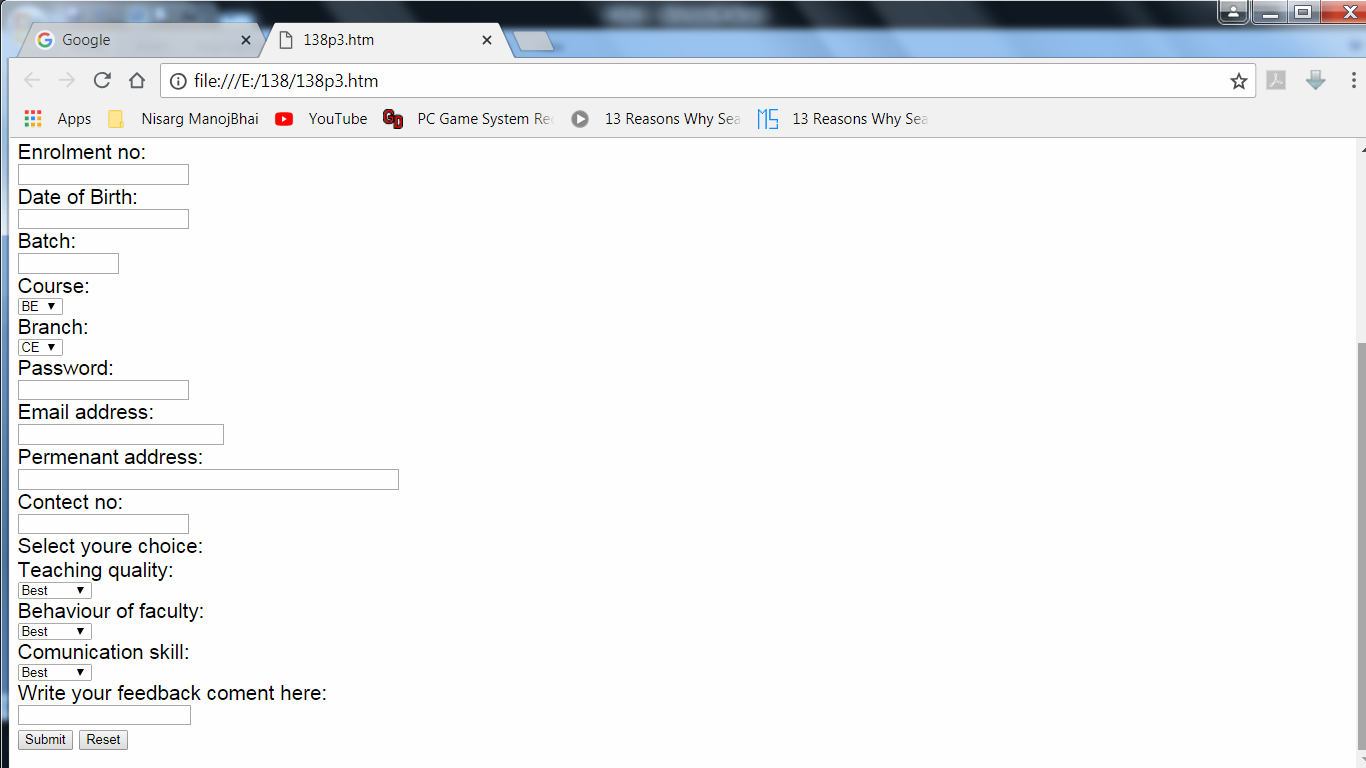 Google
138p3.htm
file:///E:/138/138p3.htm
Apps Nisarg ManojBhai YouTube PC Game System Rec 13 Reasons Why Sea MS 13 Reasons Why Sea
Enrolment no:
Date of Birth:
Batch:
Course:
BE
Branch:
CE
Password:
Email address:
Permenant address:
Contect no:
Select youre choice:
Teaching quality:
Best
Behaviour of faculty:
Best
Comunication skill:
Best
Write your feedback coment here:
Submit Reset